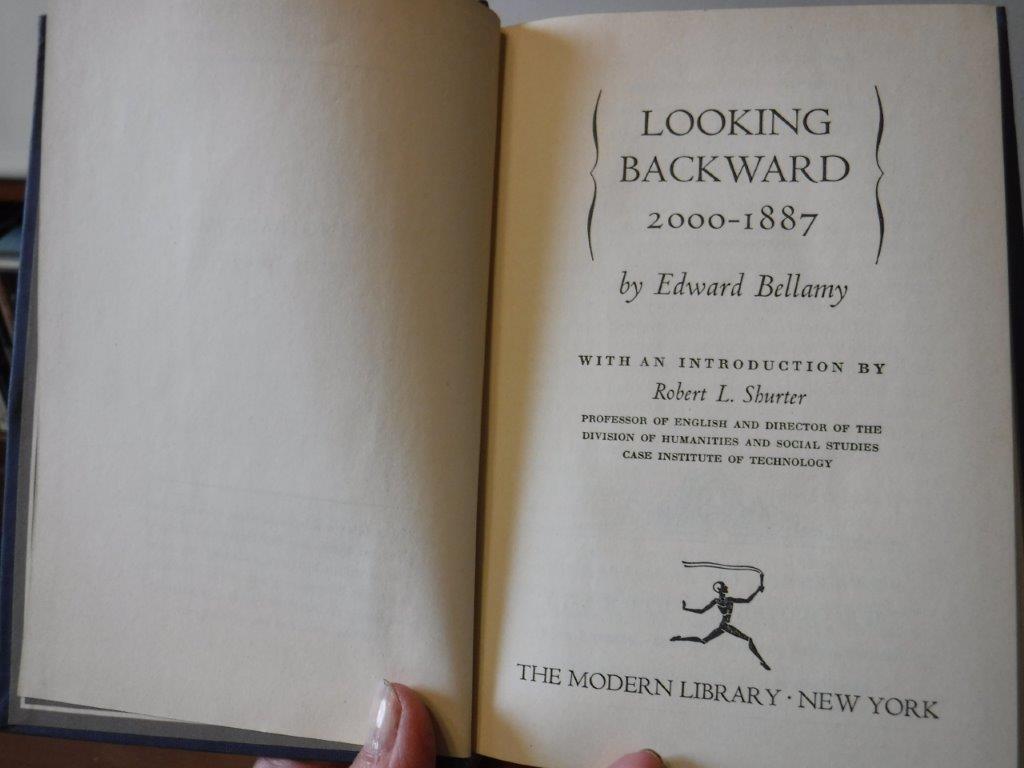 LOOKING
BACKWARD
2000-1887
by Edward Bellamy
WITH AN INTRODUCTION BY
Robert L. Shurter
PROFESSOR OF ENGLISH AND DIRECTOR OF THE
DIVISION OF HUMANITIES AND SOCIAL STUDIES
CASE INSTITUTE OF TECHNOLOGY
THE MODERN LIBRARY · NEW YORK